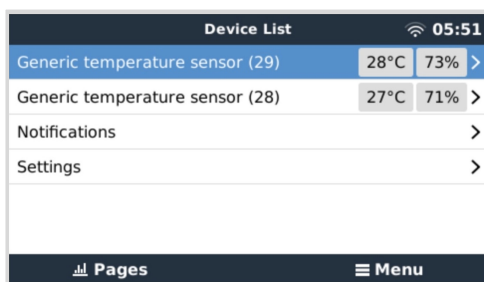 Device List 05:51
Generic temperature sensor (29) 28°C 73%
Generic temperature sensor (28) 27°C 71%
Notifications
Settings
Pages Menu